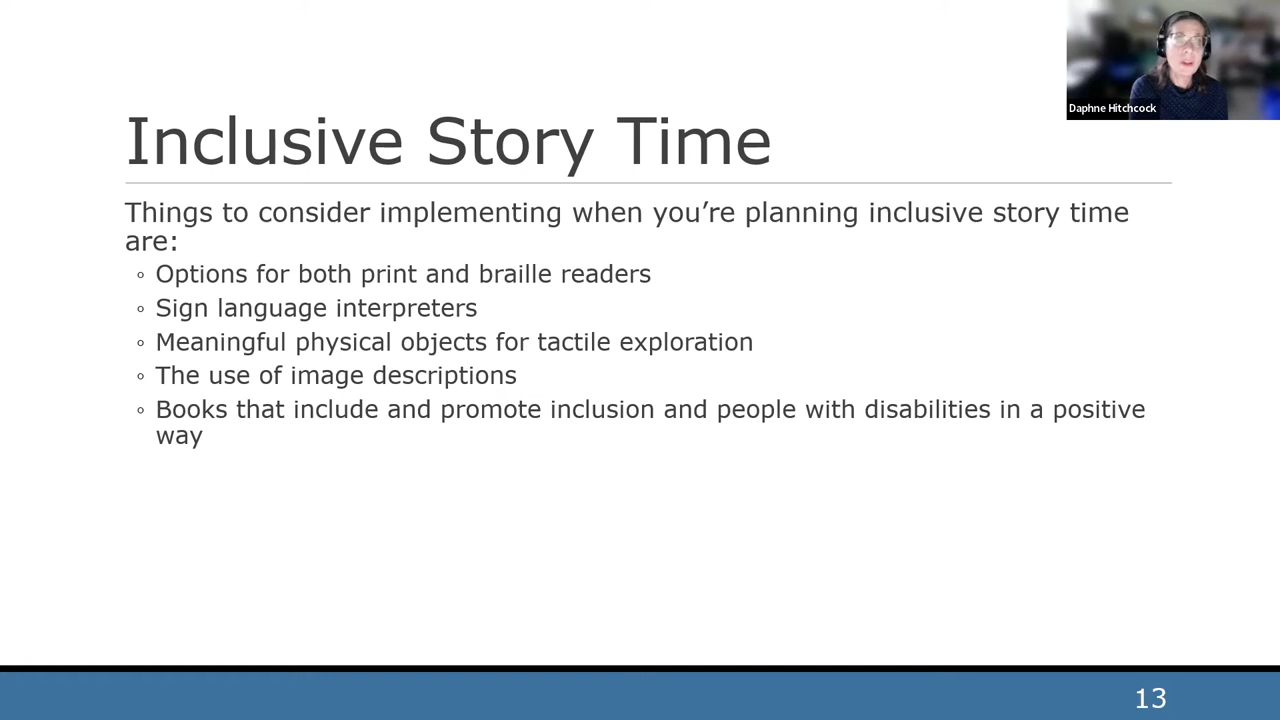 Daphne Hitchcock
Inclusive Story Time
Things to consider implementing when you’re planning inclusive story time
are:
◦ Options for both print and braille readers
◦ Sign language interpreters
◦ Meaningful physical objects for tactile exploration
◦ The use of image descriptions
◦ Books that include and promote inclusion and people with disabilities in a positive
way
13